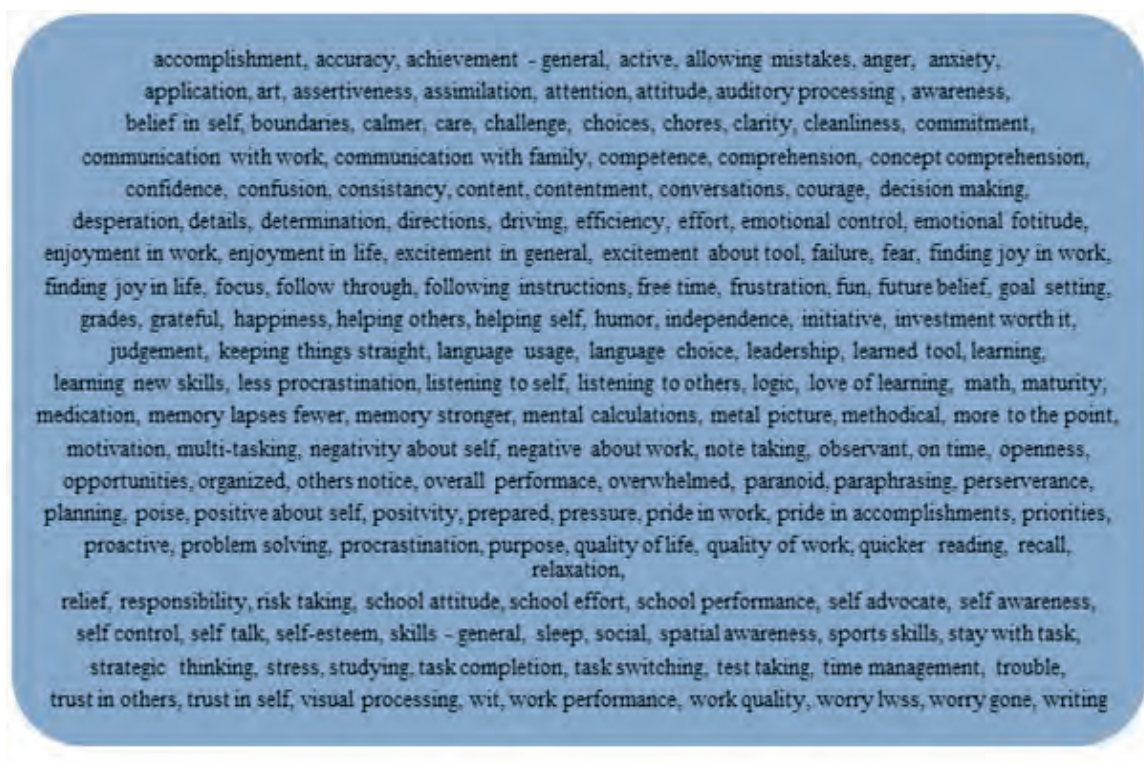 accomplishment, accuracy, achievement - general, active, allowing mistakes, anger, anxiety,
application, art, assertiveness, assimilation, attention, attitude, auditory processing , awareness,
belief in self, boundaries, calmer, care, challenge, choices, chores, clarity, cleanliness, commitment,
communication with work, communication with family, competence, comprehension, concept comprehension,
confidence, confusion, consistancy, content, contentment, conversations, courage, decision making,
desperation, details, determination, directions, driving, efficiency, effort, emotional control, emotional fotitude,
enjoyment in work, enjoyment in life, excitement in general, excitement about tool, failure, fear, finding joy in work,
finding joy in life, focus, follow through, following instructions, free time, frustration, fun, future belief, goal setting,
grades, grateful, happiness, helping others, helping self, humor, independence, initiative, investment worth it,
judgement, keeping things straight, language usage, language choice, leadership, learned tool, learning,
learning new skills, less procrastination, listening to self, listening to others, logic, love of learning, math, maturity,
medication, memory lapses fewer, memory stronger, mental calculations, metal picture, methodical, more to the point,
motivation, multi-tasking, negativity about self, negative about work, note taking, observant, on time, openness,
opportunities, organized, others notice, overall performace, overwhelmed, paranoid, paraphrasing, perserverance,
planning, poise, positive about self, positvity, prepared, pressure, pride in work, pride in accomplishments, priorities,
proactive, problem solving, procrastination, purpose, quality of life, quality of work, quicker reading, recall,
relaxation,
relief, responsibility, risk taking, school attitude, school effort, school performance, self advocate, self awareness,
self control, self talk, self-esteem, skills - general, sleep, social, spatial awareness, sports skills, stay with task,
strategic thinking, stress, studying, task completion, task switching, test taking, time management, trouble,
trust in others, trust in self, visual processing, wit, work performance, work quality, worry lwss, worry gone, writing